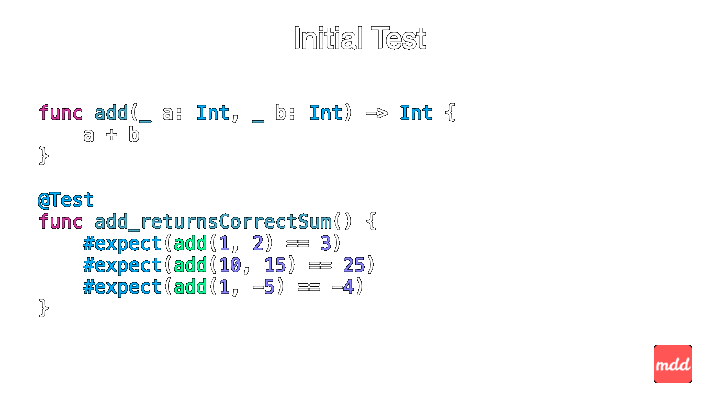 Initial Test
func add(_ a: Int, _ b: Int) -> Int {
    a + b
}
@Test
func add_returnsCorrectSum() {
    #expect(add(1, 2) == 3)
    #expect(add(10, 15) == 25)
    #expect(add(1, -5) == -4)
}
mdd